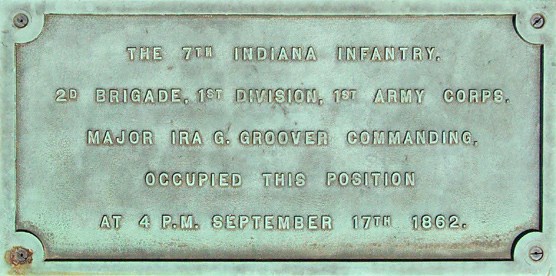 THE 7TH INDIANA INFANTRY,
2D BRIGADE, 1ST DIVISION, 1ST ARMY CORPS,
MAJOR IRA G. GROOVER COMMANDING,
OCCUPIED THIS POSITION
AT 4 P.M. SEPTEMBER 17TH 1862.